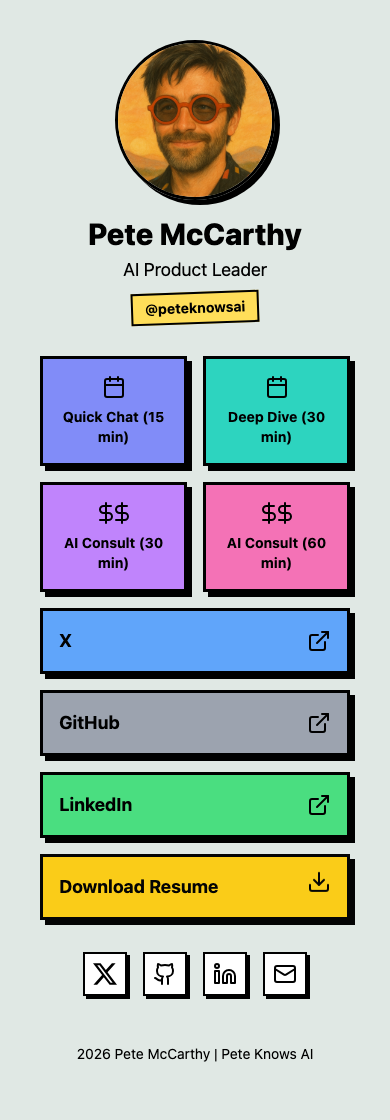 Pete McCarthy
AI Product Leader
@peteknowsai
Quick Chat (15
min)
Deep Dive (30
min)
$$
AI Consult (30
min)
$$
AI Consult (60
min)
X
GitHub
LinkedIn
Download Resume
2026 Pete McCarthy | Pete Knows AI